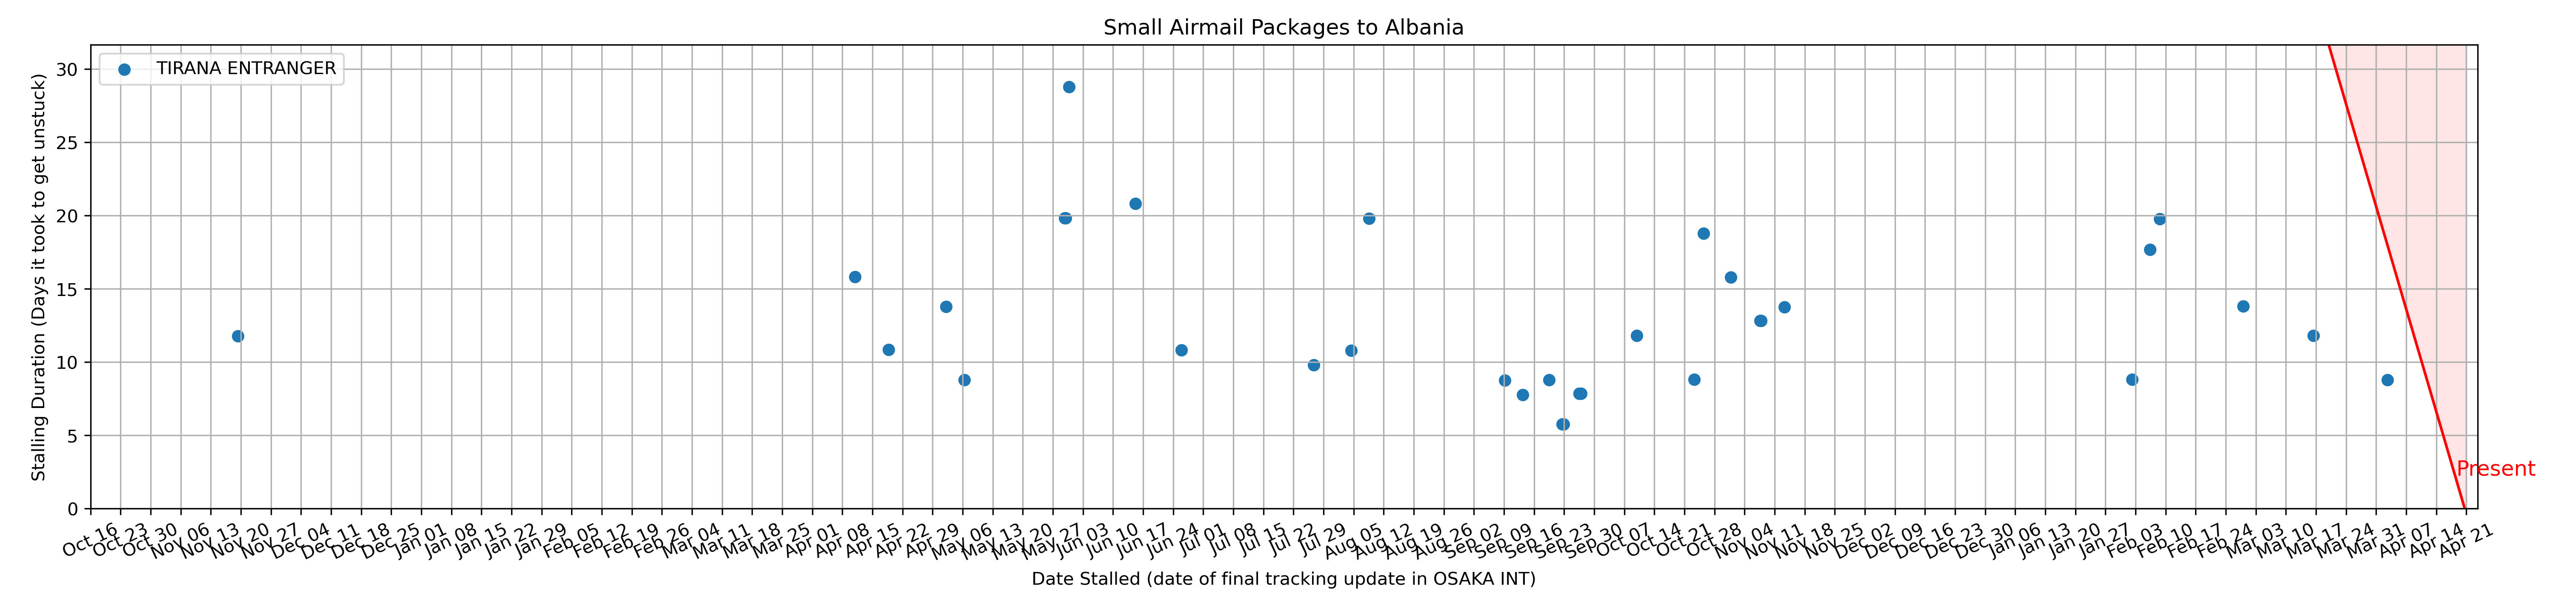 Small Airmail Packages to Albania
TIRANA ENTRANGER
Stalling Duration (Days it took to get unstuck)
30
25
20
15
10
5
0
Present
Oct 16
Oct 23
Oct 30
Nov 06
Nov 13
Nov 20
Nov 27
Dec 04
Dec 11
Dec 18
Dec 25
Jan 01
Jan 08
Jan 15
Jan 22
Jan 29
Feb 05
Feb 12
Feb 19
Feb 26
Mar 04
Mar 11
Mar 18
Mar 25
Apr 01
Apr 08
Apr 15
Apr 22
Apr 29
May 06
May 13
May 20
May 27
Jun 03
Jun 10
Jun 17
Jun 24
Jul 01
Jul 08
Jul 15
Jul 22
Jul 29
Aug 05
Aug 12
Aug 19
Aug 26
Sep 02
Sep 09
Sep 16
Sep 23
Sep 30
Oct 07
Oct 14
Oct 21
Oct 28
Nov 04
Nov 11
Nov 18
Nov 25
Dec 02
Dec 09
Dec 16
Dec 23
Dec 30
Jan 06
Jan 13
Jan 20
Jan 27
Feb 03
Feb 10
Feb 17
Feb 24
Mar 03
Mar 10
Mar 17
Mar 24
Mar 31
Apr 07
Apr 14
Apr 21
Date Stalled (date of final tracking update in OSAKA INT)